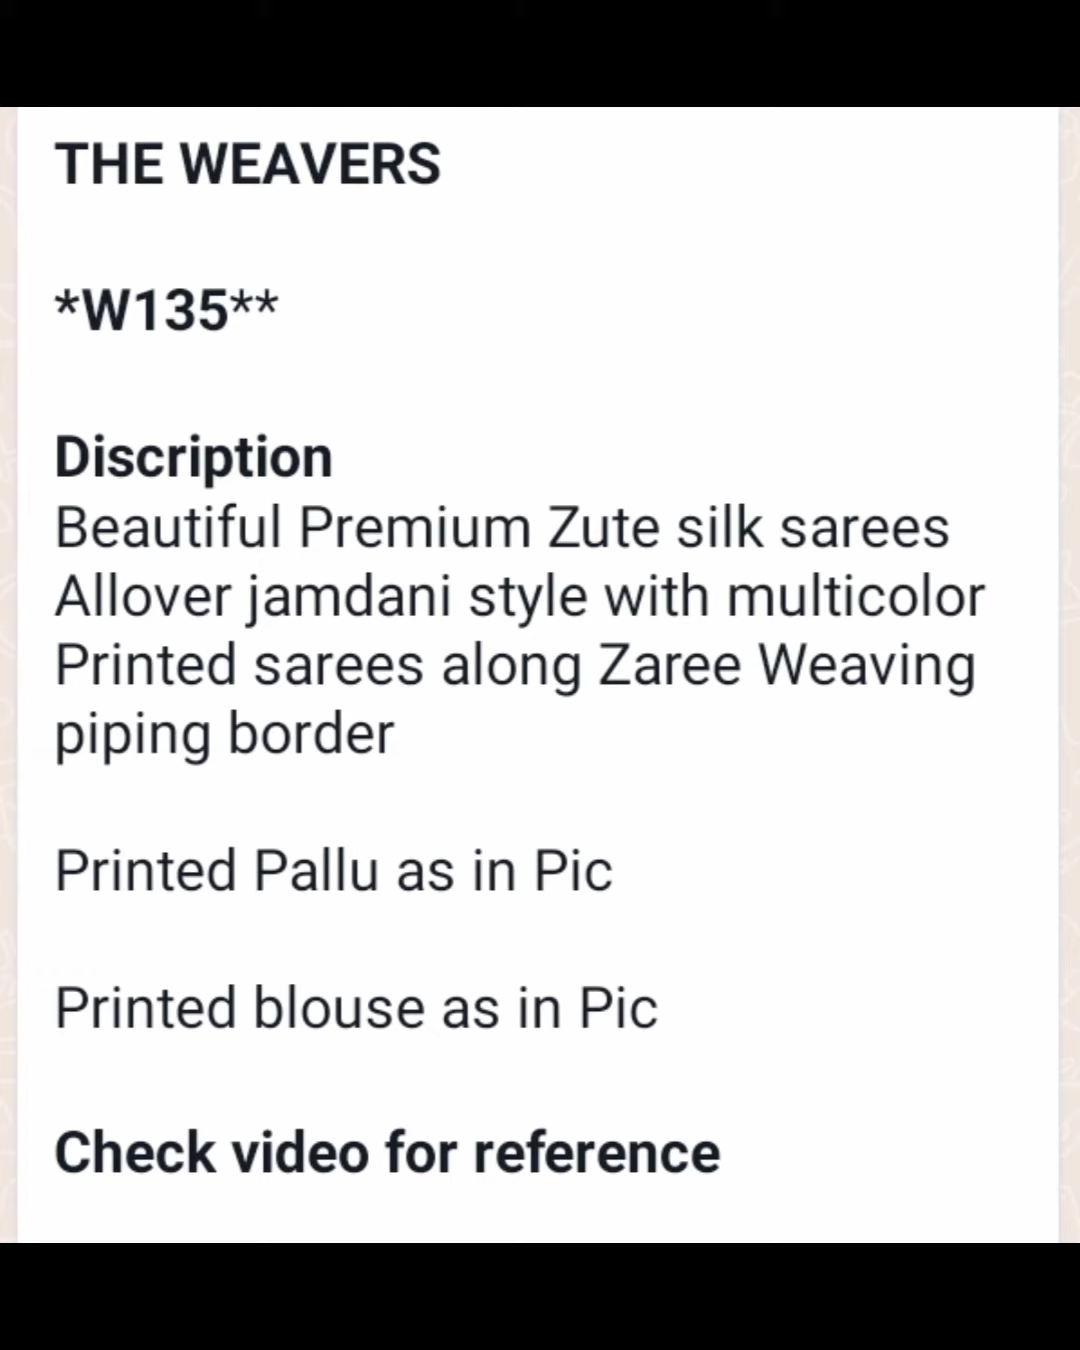 THE WEAVERS
*W135**
Discription
Beautiful Premium Zute silk sarees
Allover jamdani style with multicolor
Printed sarees along Zaree Weaving
piping border
Printed Pallu as in Pic
Printed blouse as in Pic
Check video for reference